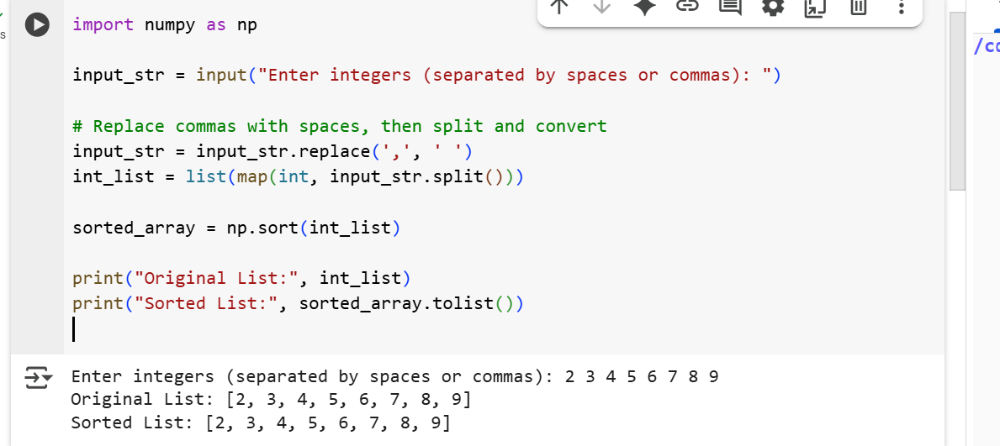 import numpy as np
input_str = input("Enter integers (separated by spaces or commas): ")
# Replace commas with spaces, then split and convert
input_str = input_str.replace(',', ' ')
int_list = list(map(int, input_str.split()))
sorted_array = np.sort(int_list)
print("Original List:", int_list)
print("Sorted List:", sorted_array.tolist())
Enter integers (separated by spaces or commas): 2 3 4 5 6 7 8 9
Original List: [2, 3, 4, 5, 6, 7, 8, 9]
Sorted List: [2, 3, 4, 5, 6, 7, 8, 9]